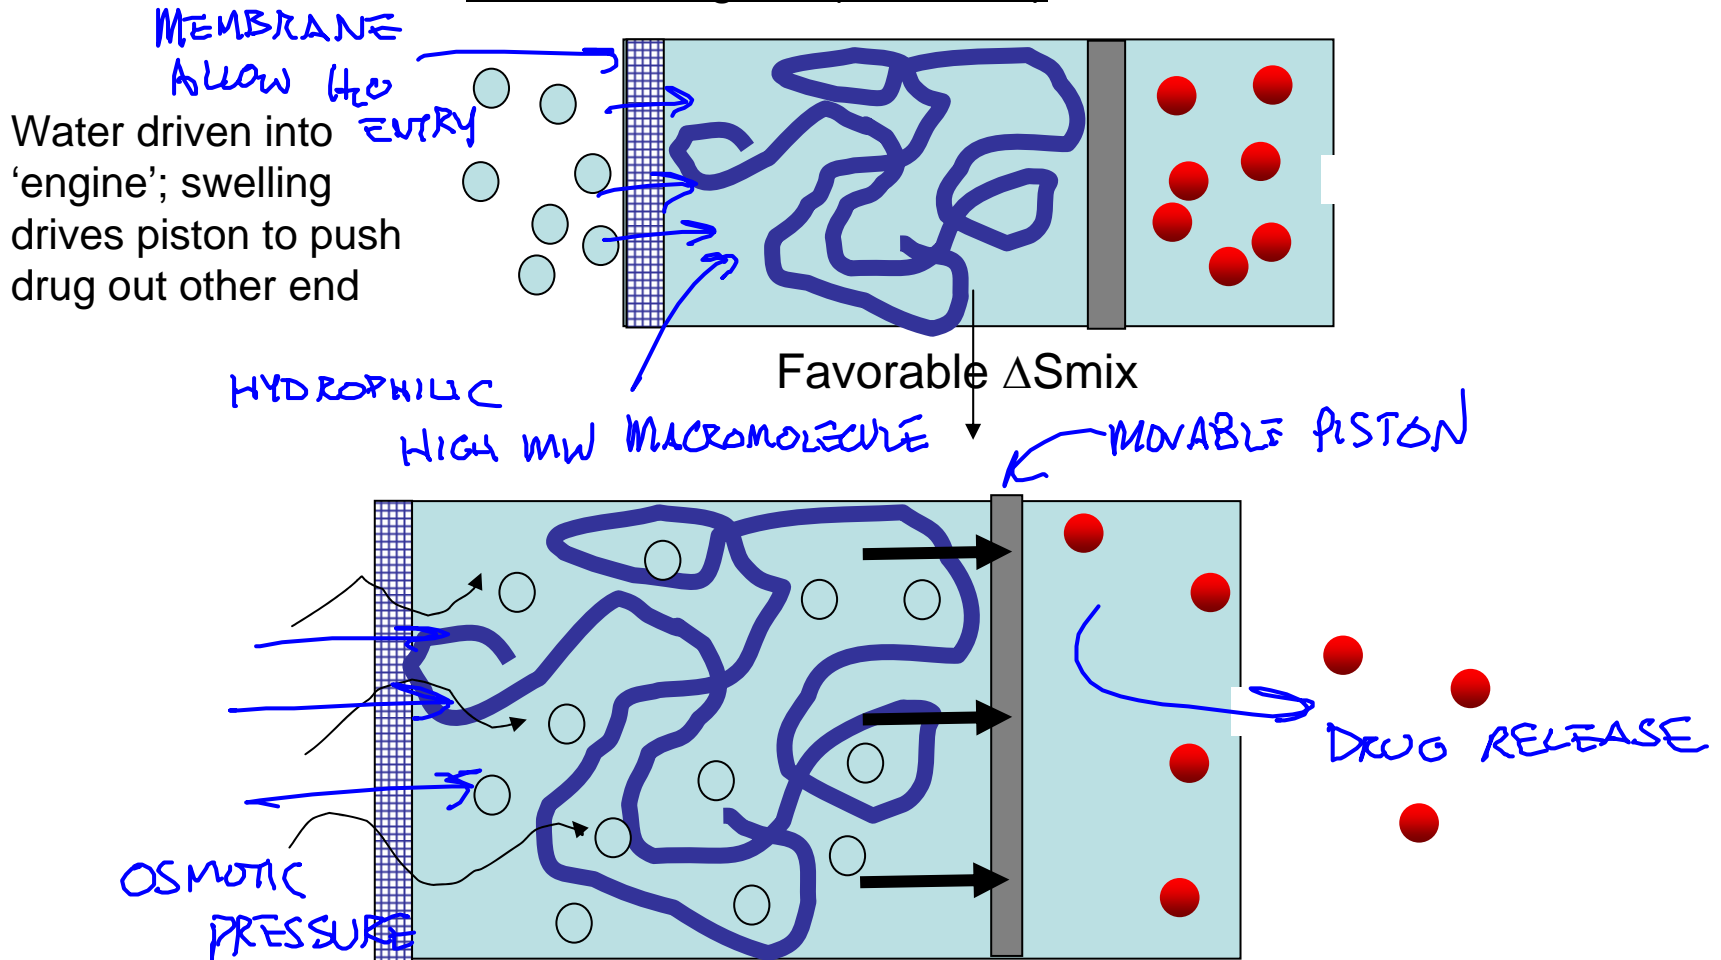 MEMBRANE
ALLOW H2O
ENTRY
Water driven into
‘engine’; swelling
drives piston to push
drug out other end
Favorable ΔSmix
HYDROPHILIC
HIGH MW MACROMOLECULE
MOVABLE PISTON
DRUG RELEASE
OSMOTIC
PRESSURE